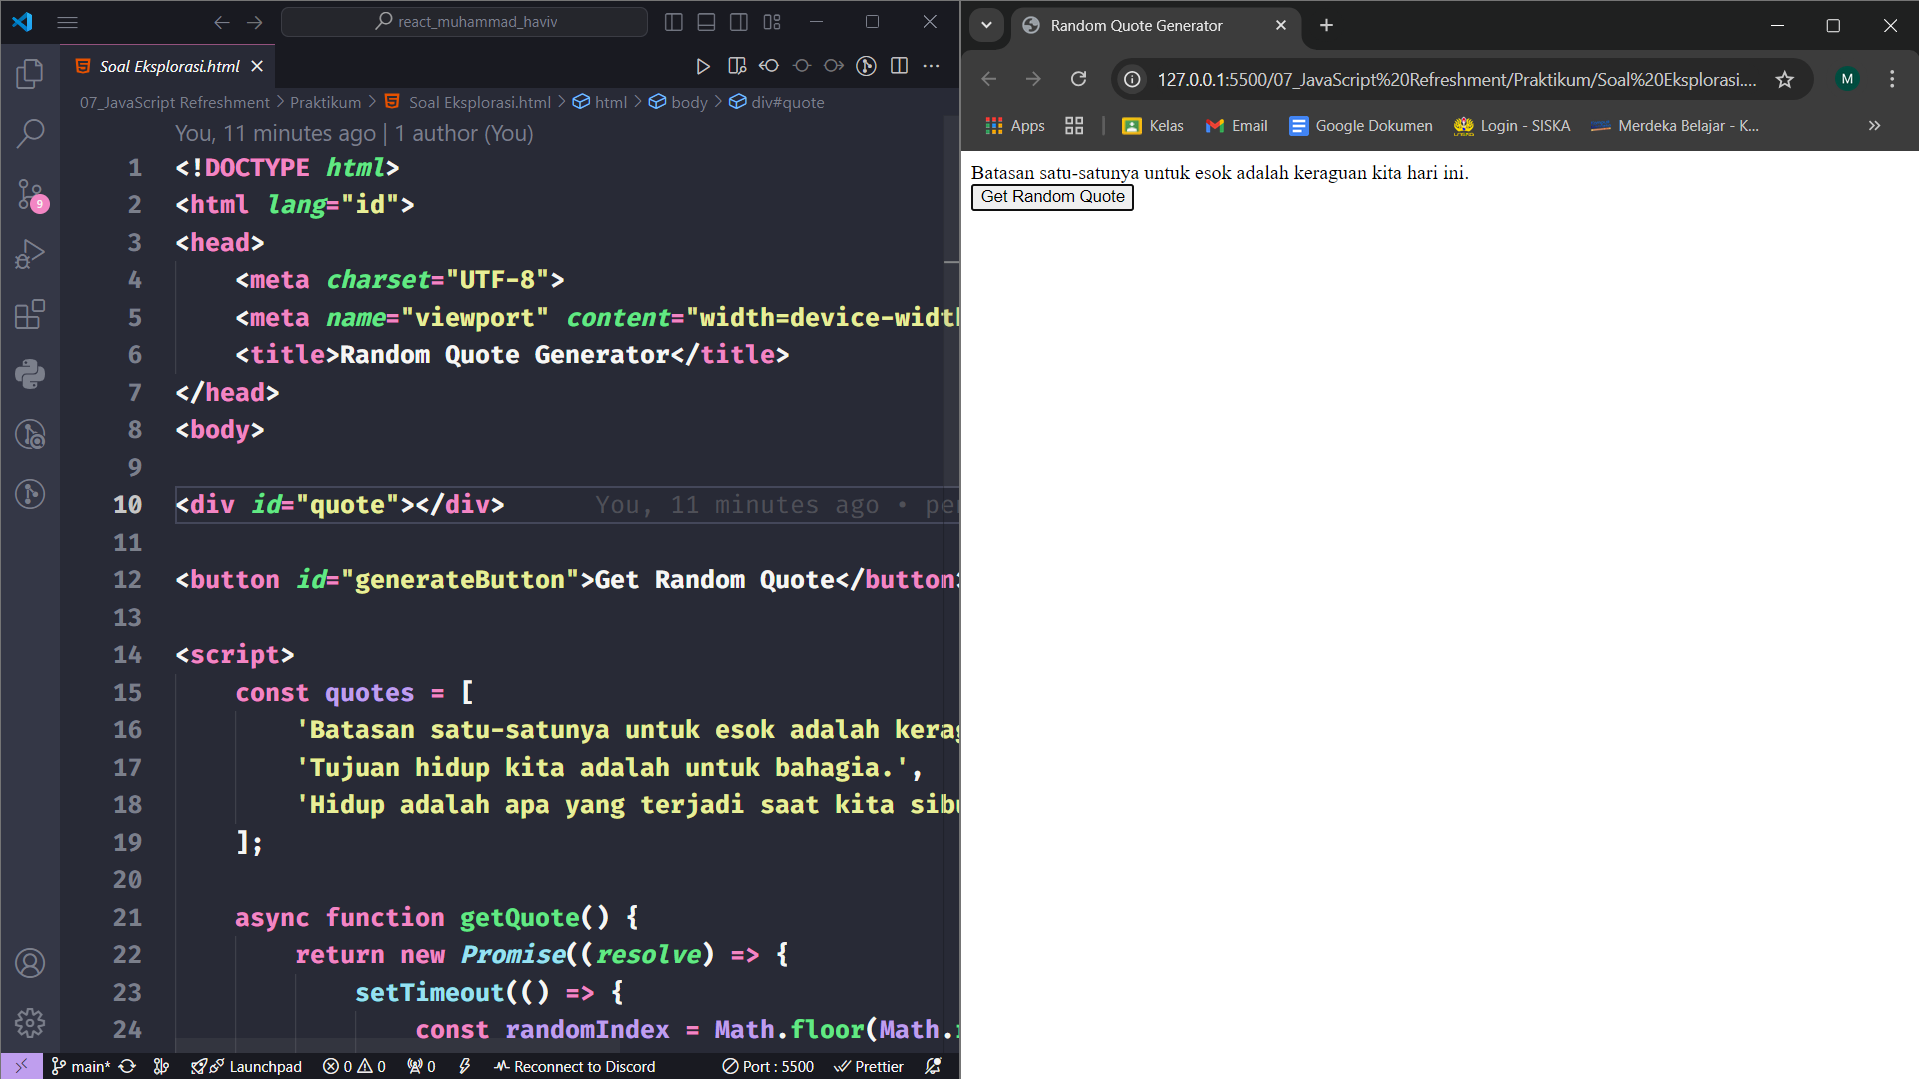 react_muhammad_haviv
Soal Eksplorasi.html
07_JavaScript Refreshment > Praktikum > Soal Eksplorasi.html > html > body > div#quote
You, 11 minutes ago | 1 author (You)
1 <!DOCTYPE html>
2 <html lang="id">
3 <head>
4 <meta charset="UTF-8">
5 <meta name="viewport" content="width=device-widt
6 <title>Random Quote Generator</title>
7 </head>
8 <body>
9
10 <div id="quote"></div> You, 11 minutes ago • pe
11
12 <button id="generateButton">Get Random Quote</button>
13
14 <script>
15 const quotes = [
16 'Batasan satu-satunya untuk esok adalah kerag
17 'Tujuan hidup kita adalah untuk bahagia.',
18 'Hidup adalah apa yang terjadi saat kita sibu
19 ];
20
21 async function getQuote() {
22 return new Promise((resolve) => {
23 setTimeout(() => {
24 const randomIndex = Math.floor(Math.
9
main* Launchpad 0 0 0 Reconnect to Discord Port : 5500 Prettier
Random Quote Generator
127.0.0.1:5500/07_JavaScript%20Refreshment/Praktikum/Soal%20Eksplorasi....
M
Apps Kelas Email Google Dokumen Login - SISKA Merdeka Belajar - K...
Batasan satu-satunya untuk esok adalah keraguan kita hari ini.
Get Random Quote